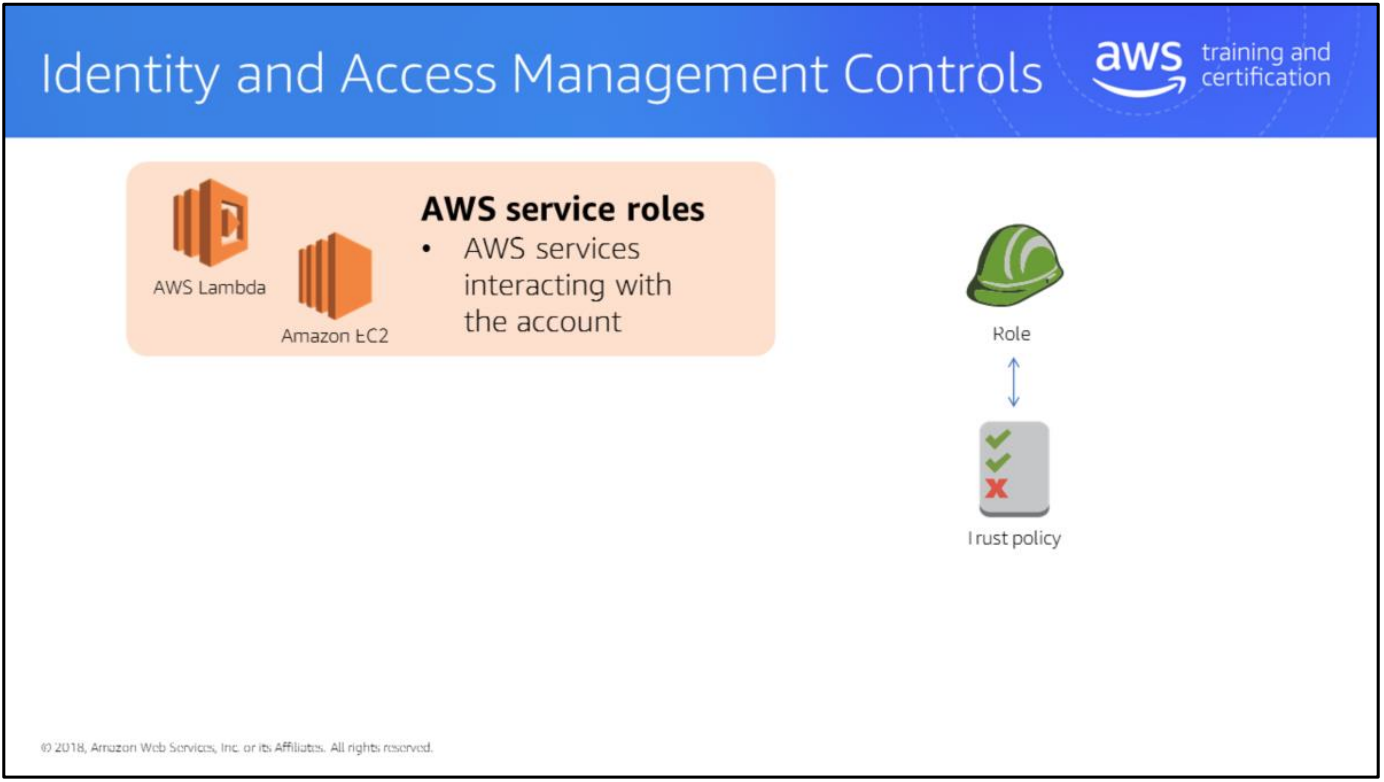 Identity and Access Management Controls
aws training and
certification
AWS service roles
• AWS services
interacting with
the account
AWS Lambda
Amazon EC2
Role
Trust policy
© 2018, Amazon Web Services, Inc. or its Affiliates. All rights reserved.